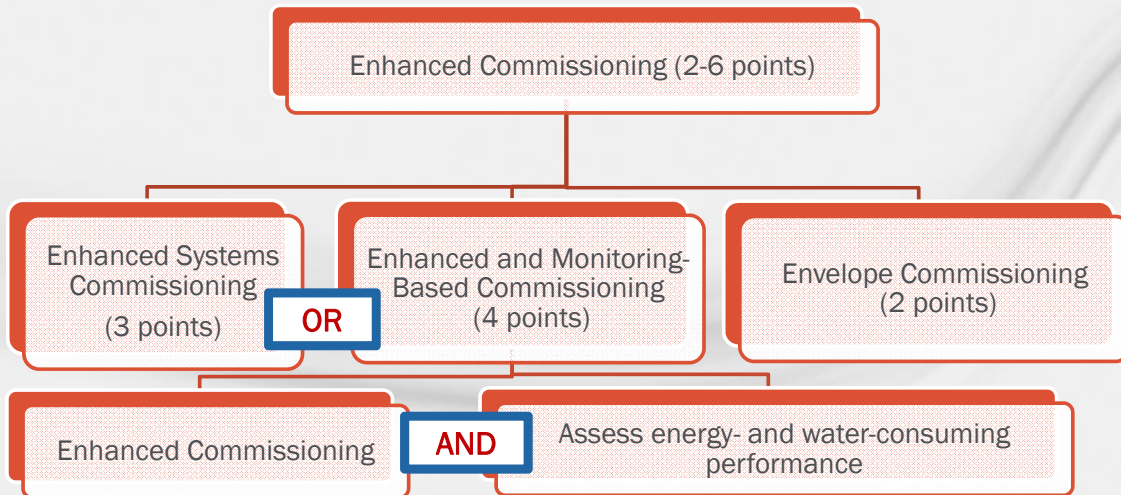 Enhanced Commissioning (2-6 points)
Enhanced Systems
Commissioning
(3 points)
OR
Enhanced and Monitoring-
Based Commissioning
(4 points)
Envelope Commissioning
(2 points)
Enhanced Commissioning
AND
Assess energy- and water-consuming
performance